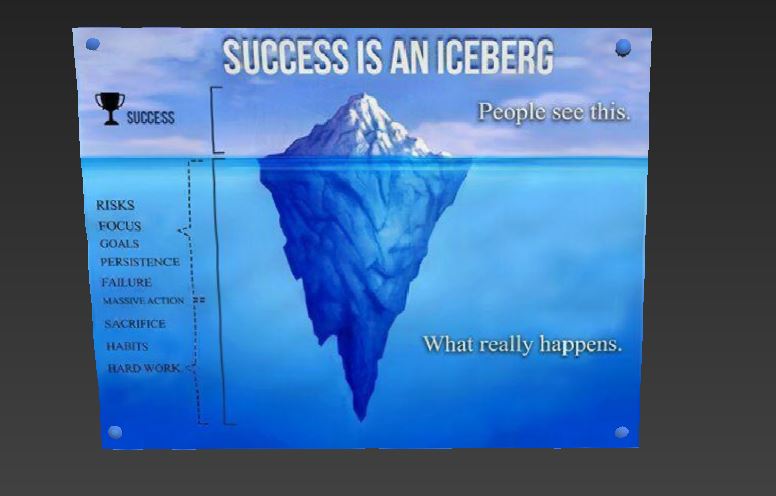 SUCCESS IS AN ICEBERG
SUCCESS
People see this.
RISKS
FOCUS
GOALS
PERSISTENCE
FAILURE
MASSIVE ACTION
SACRIFICE
HABITS
HARD WORK
What really happens.